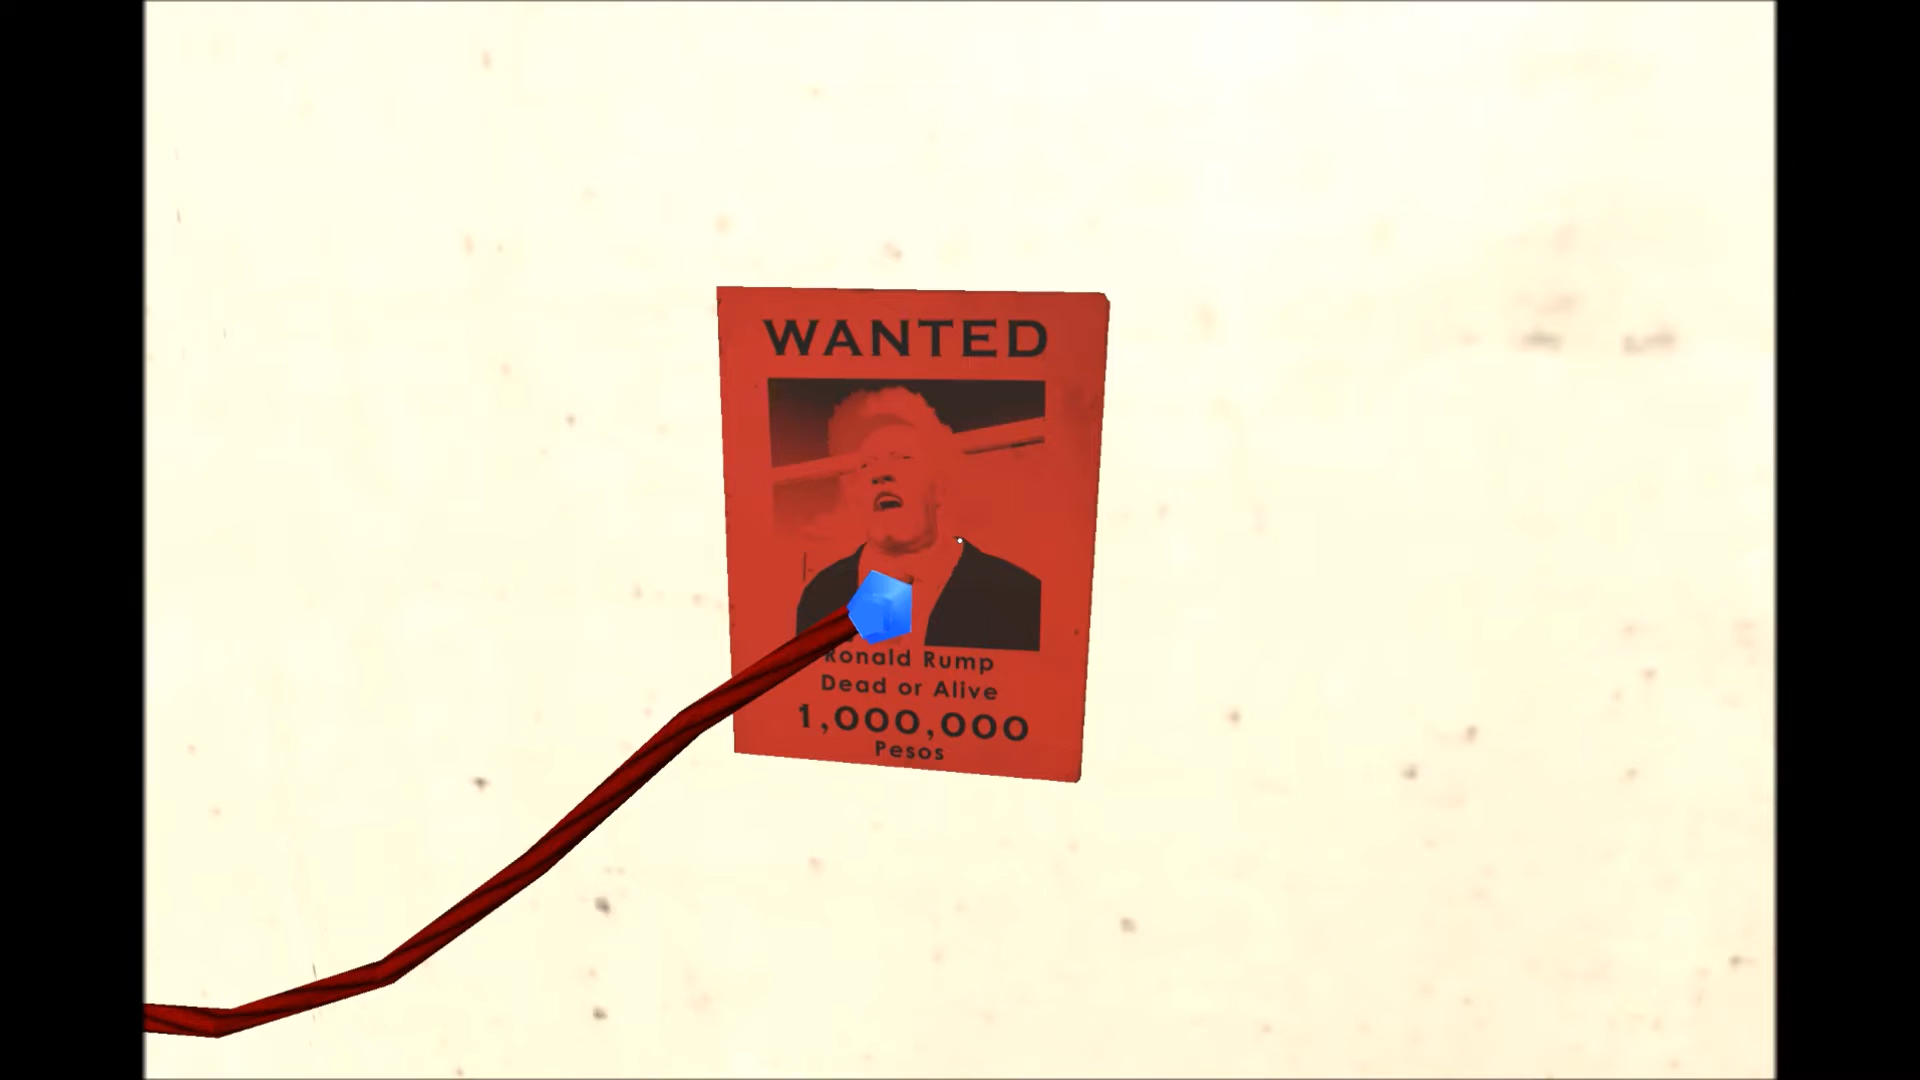 WANTED
Ronald Rump
Dead or Alive
1,000,000
Pesos